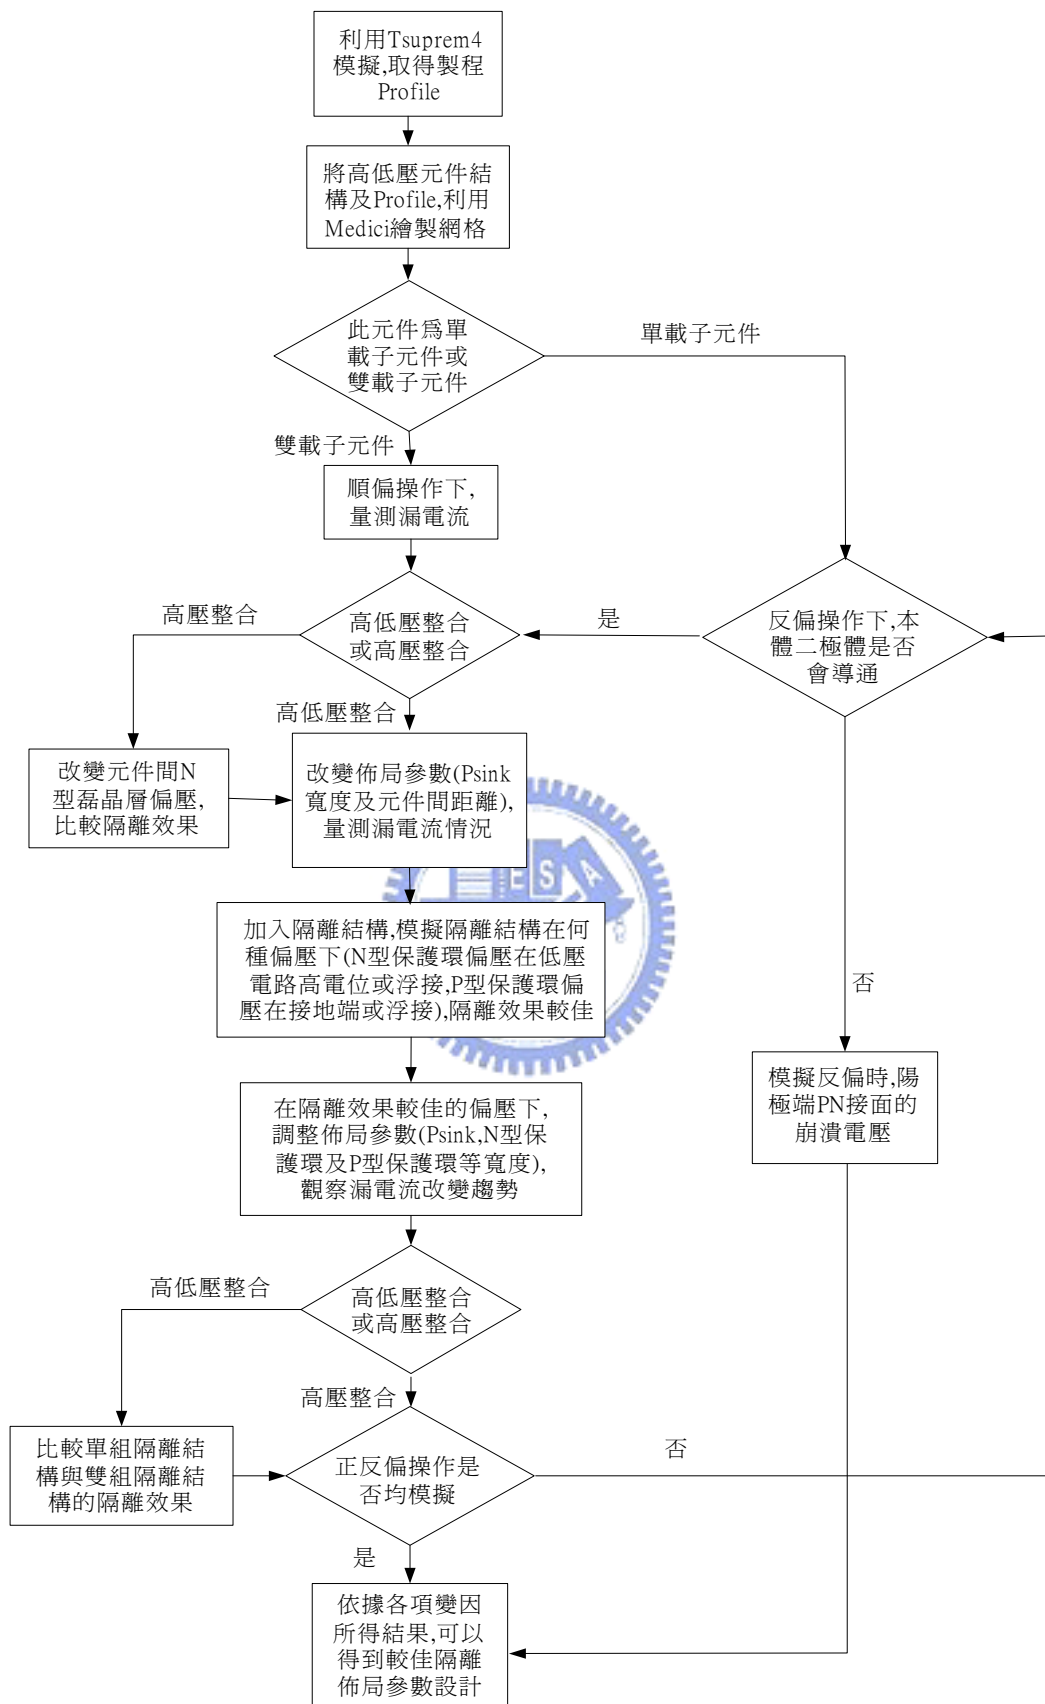 利用Tsuprem4
模擬,取得製程
Profile
將高低壓元件結
構及Profile,利用
Medici繪製網格
此元件為單
載子元件或
雙載子元件
單載子元件
雙載子元件
順偏操作下,
量測漏電流
高壓整合
高低壓整合
或高壓整合
是
反偏操作下,本
體二極體是否
會導通
高低壓整合
改變元件間N
型磊晶層偏壓,
比較隔離效果
改變佈局參數(Psink
寬度及元件間距離),
量測漏電流情況
ESA
加入隔離結構,模擬隔離結構在何
種偏壓下(N型保護環偏壓在低壓
電路高電位或浮接,P型保護環偏
壓在接地端或浮接),隔離效果較佳
否
模擬反偏時,陽
極端PN接面的
崩潰電壓
在隔離效果較佳的偏壓下,
調整佈局參數(Psink,N型保
護環及P型保護環等寬度),
觀察漏電流改變趨勢
高低壓整合
高低壓整合
或高壓整合
高壓整合
比較單組隔離結
構與雙組隔離結
構的隔離效果
正反偏操作是
否均模擬
否
是
依據各項變因
所得結果,可以
得到較佳隔離
佈局參數設計